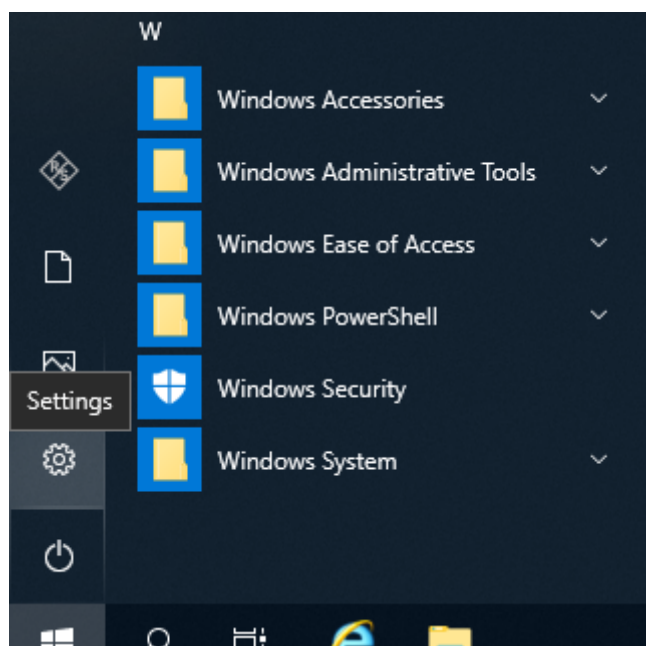 W
Windows Accessories
Windows Administrative Tools
R&S
Windows Ease of Access
Windows PowerShell
Windows Security
Settings
Windows System